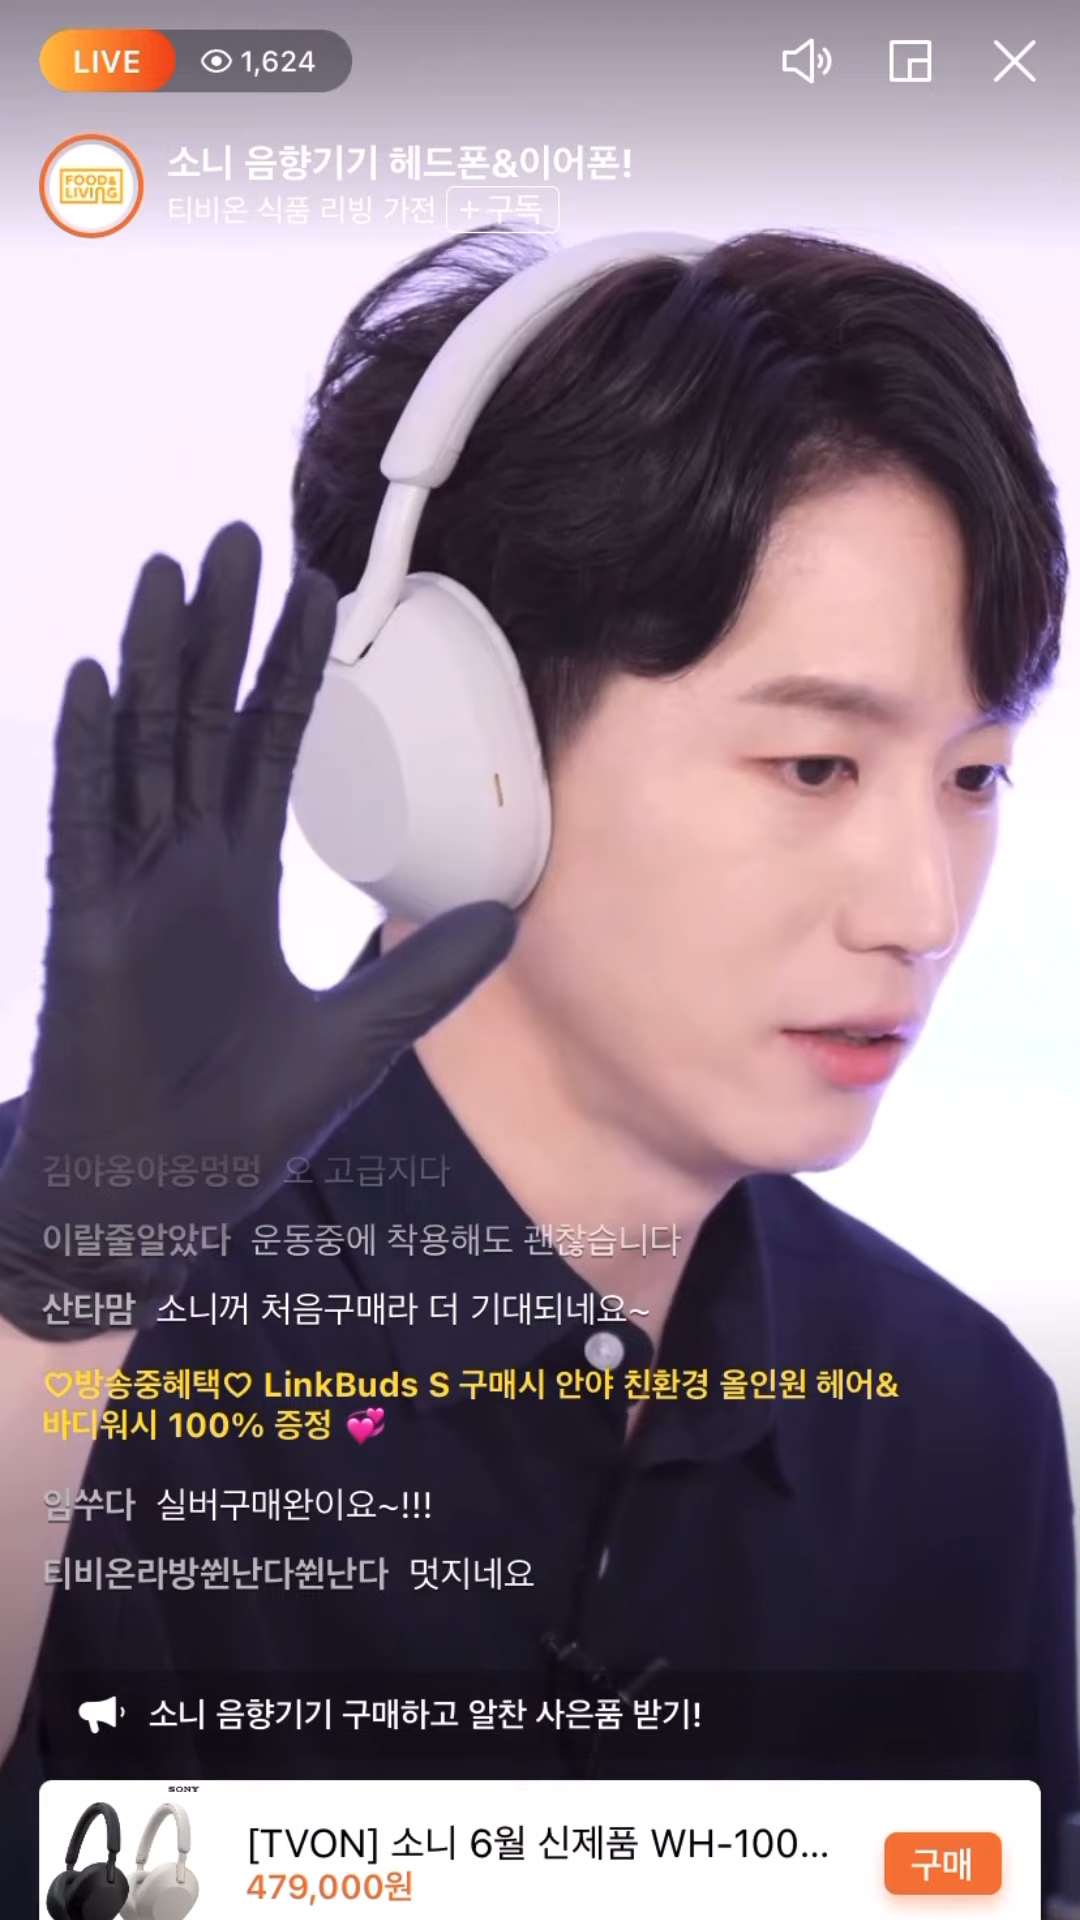 LIVE 1,624
FOOD&
LIVING
소니 음향기기 헤드폰&이어폰!
티비온 식품 리빙 가전 +구독
김야옹야옹멍멍 오 고급지다
이랄줄알았다 운동중에 착용해도 괜찮습니다
산타맘 소니꺼 처음구매라 더 기대되네요~
♡방송중혜택♡ LinkBuds S 구매시 안야 친환경 올인원 헤어&
바디워시 100% 증정 💞
임쑤다 실버구매완이요~!!!
티비온라방쒼난다쒼난다 멋지네요
소니 음향기기 구매하고 알찬 사은품 받기!
SONY
[TVON] 소니 6월 신제품 WH-100...
479,000원
구매